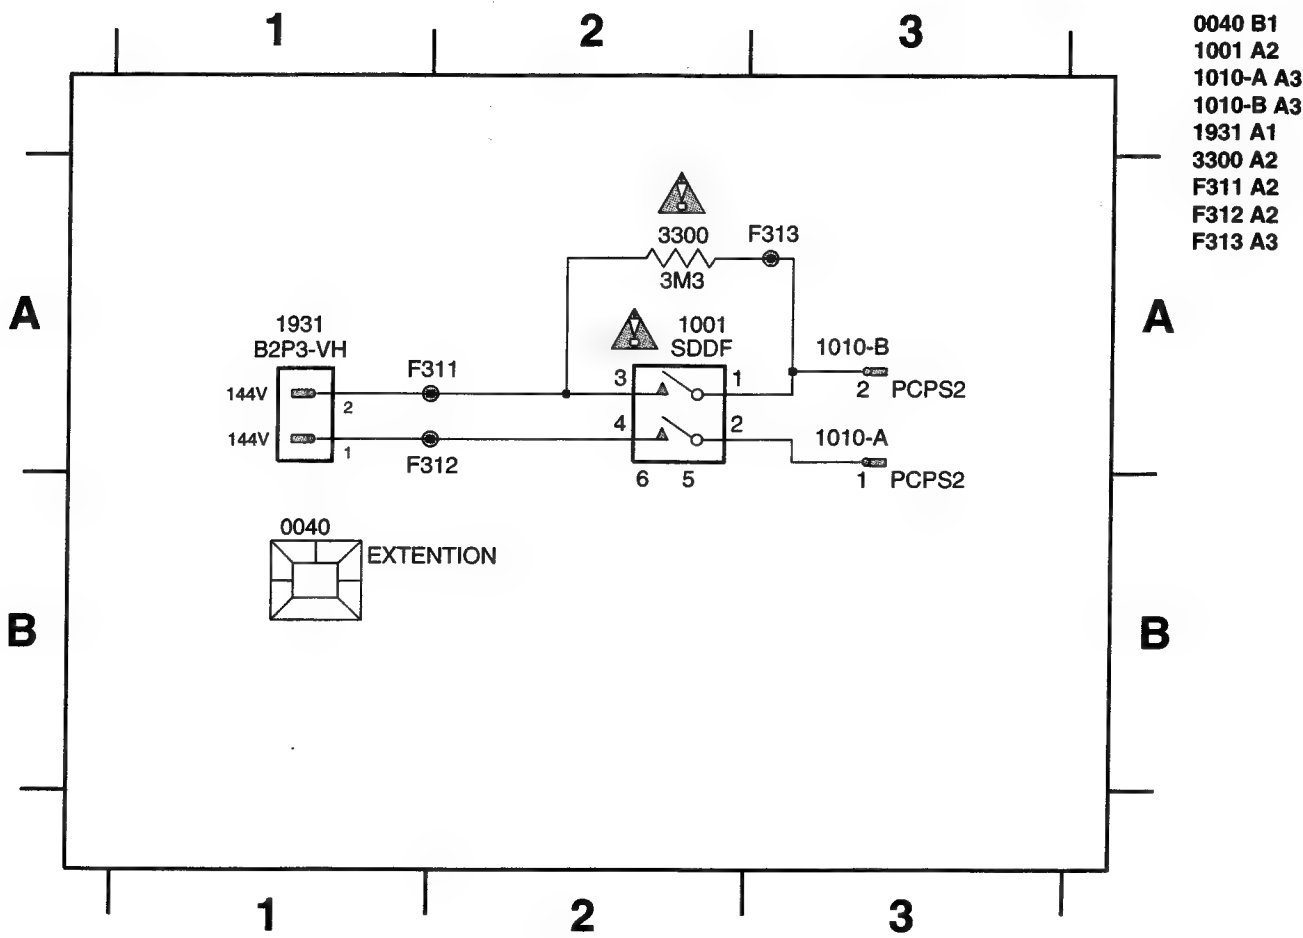 1 2 3
0040 B1
1001 A2
1010-A A3
1010-B A3
1931 A1
3300 A2
F311 A2
F312 A2
F313 A3
3300 F313
3M3
A A
1931
B2P3-VH
1001
SDDF
1010-B
F311
144V 2 3 1 2 PCPS2
144V 1 4 2 1010-A
F312
6 5 1 PCPS2
0040
EXTENTION
B B
1 2 3